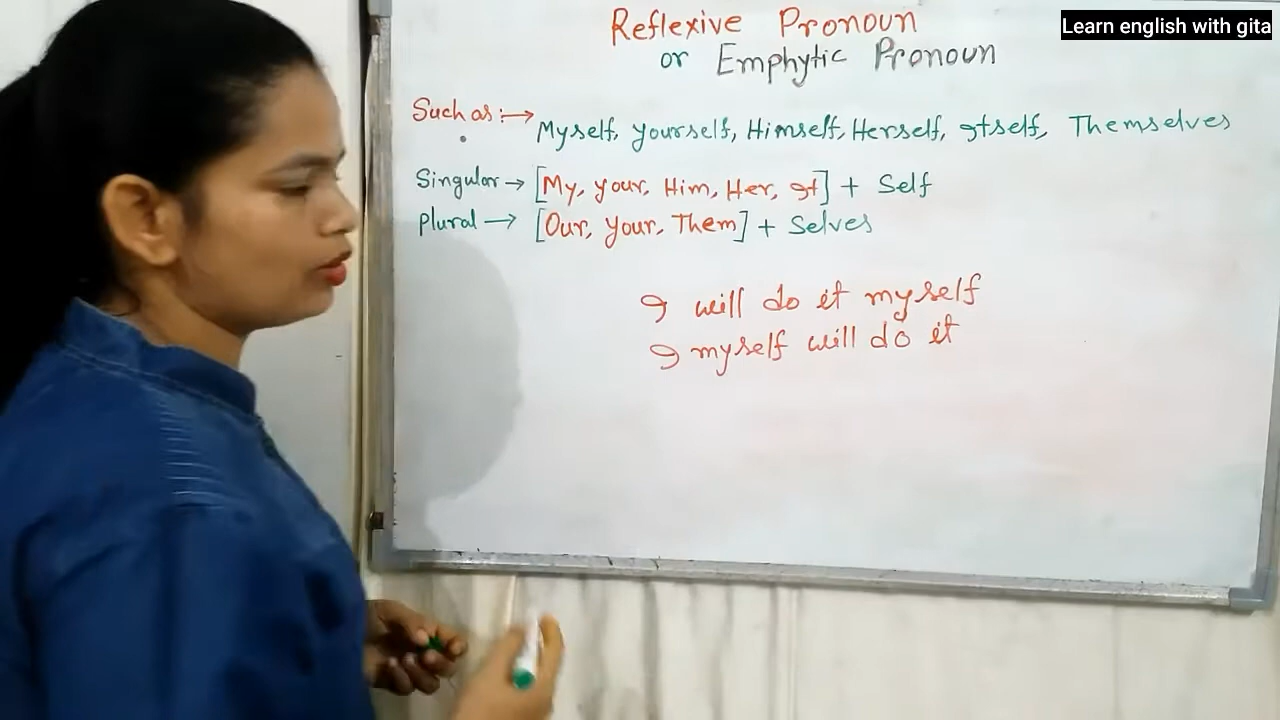 Learn english with gita
Reflexive Pronoun
or Emphytic Pronoun
Such as :→ Myself, yourself, Himself, Herself, Itself, Themselves
Singular → [My, your, Him, Her, It] + Self
plural → [Our, your, Them] + Selves
I will do it myself
I myself will do it